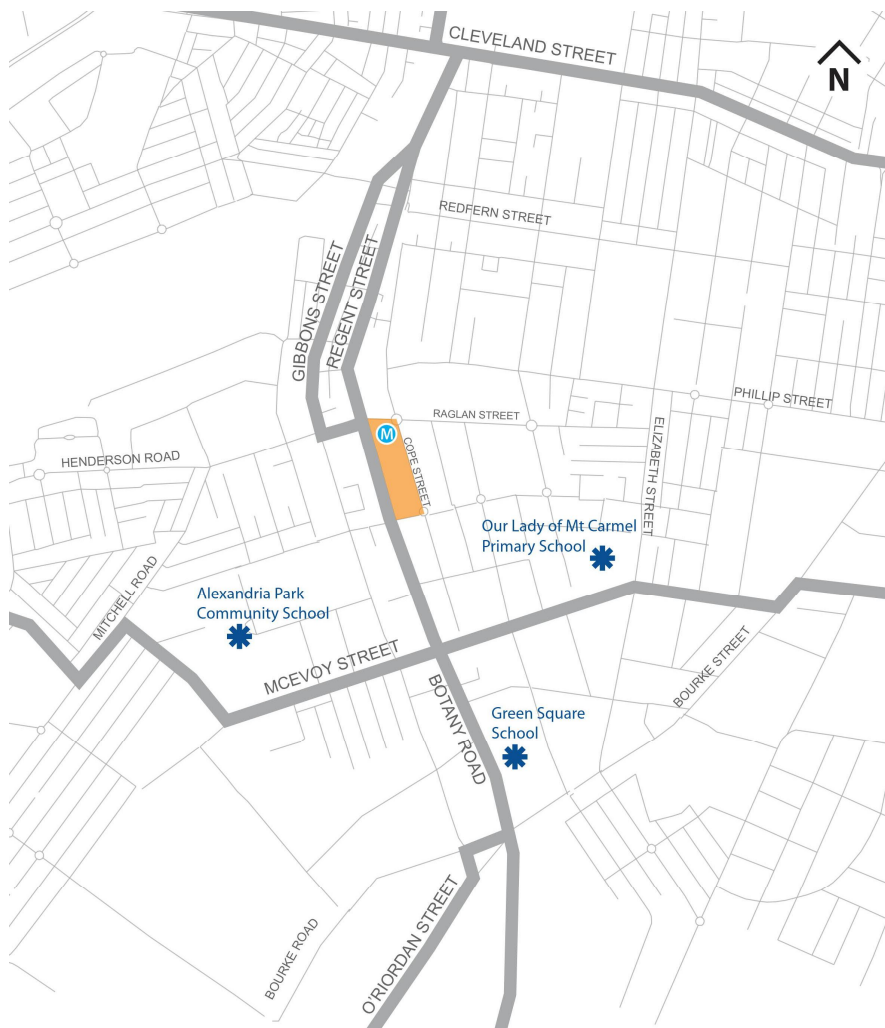 CLEVELAND STREET
N
REDFERN STREET
GIBBONS STREET
REGENT STREET
PHILLIP STREET
RAGLAN STREET
M
COPE STREET
ELIZABETH STREET
HENDERSON ROAD
Our Lady of Mt Carmel
Primary School
MITCHELL ROAD
Alexandria Park
Community School
MCEVOY STREET
BOURKE STREET
BOTANY ROAD
Green Square
School
BOURKE ROAD
O'RIORDAN STREET